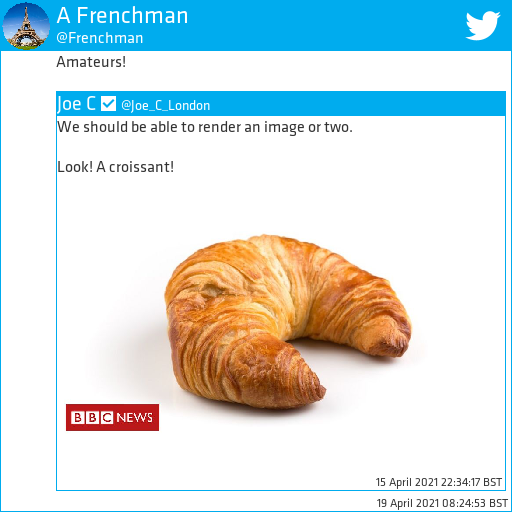 A Frenchman
@Frenchman
Amateurs!
Joe C @Joe_C_London
We should be able to render an image or two.
Look! A croissant!
BBC NEWS
15 April 2021 22:34:17 BST
19 April 2021 08:24:53 BST